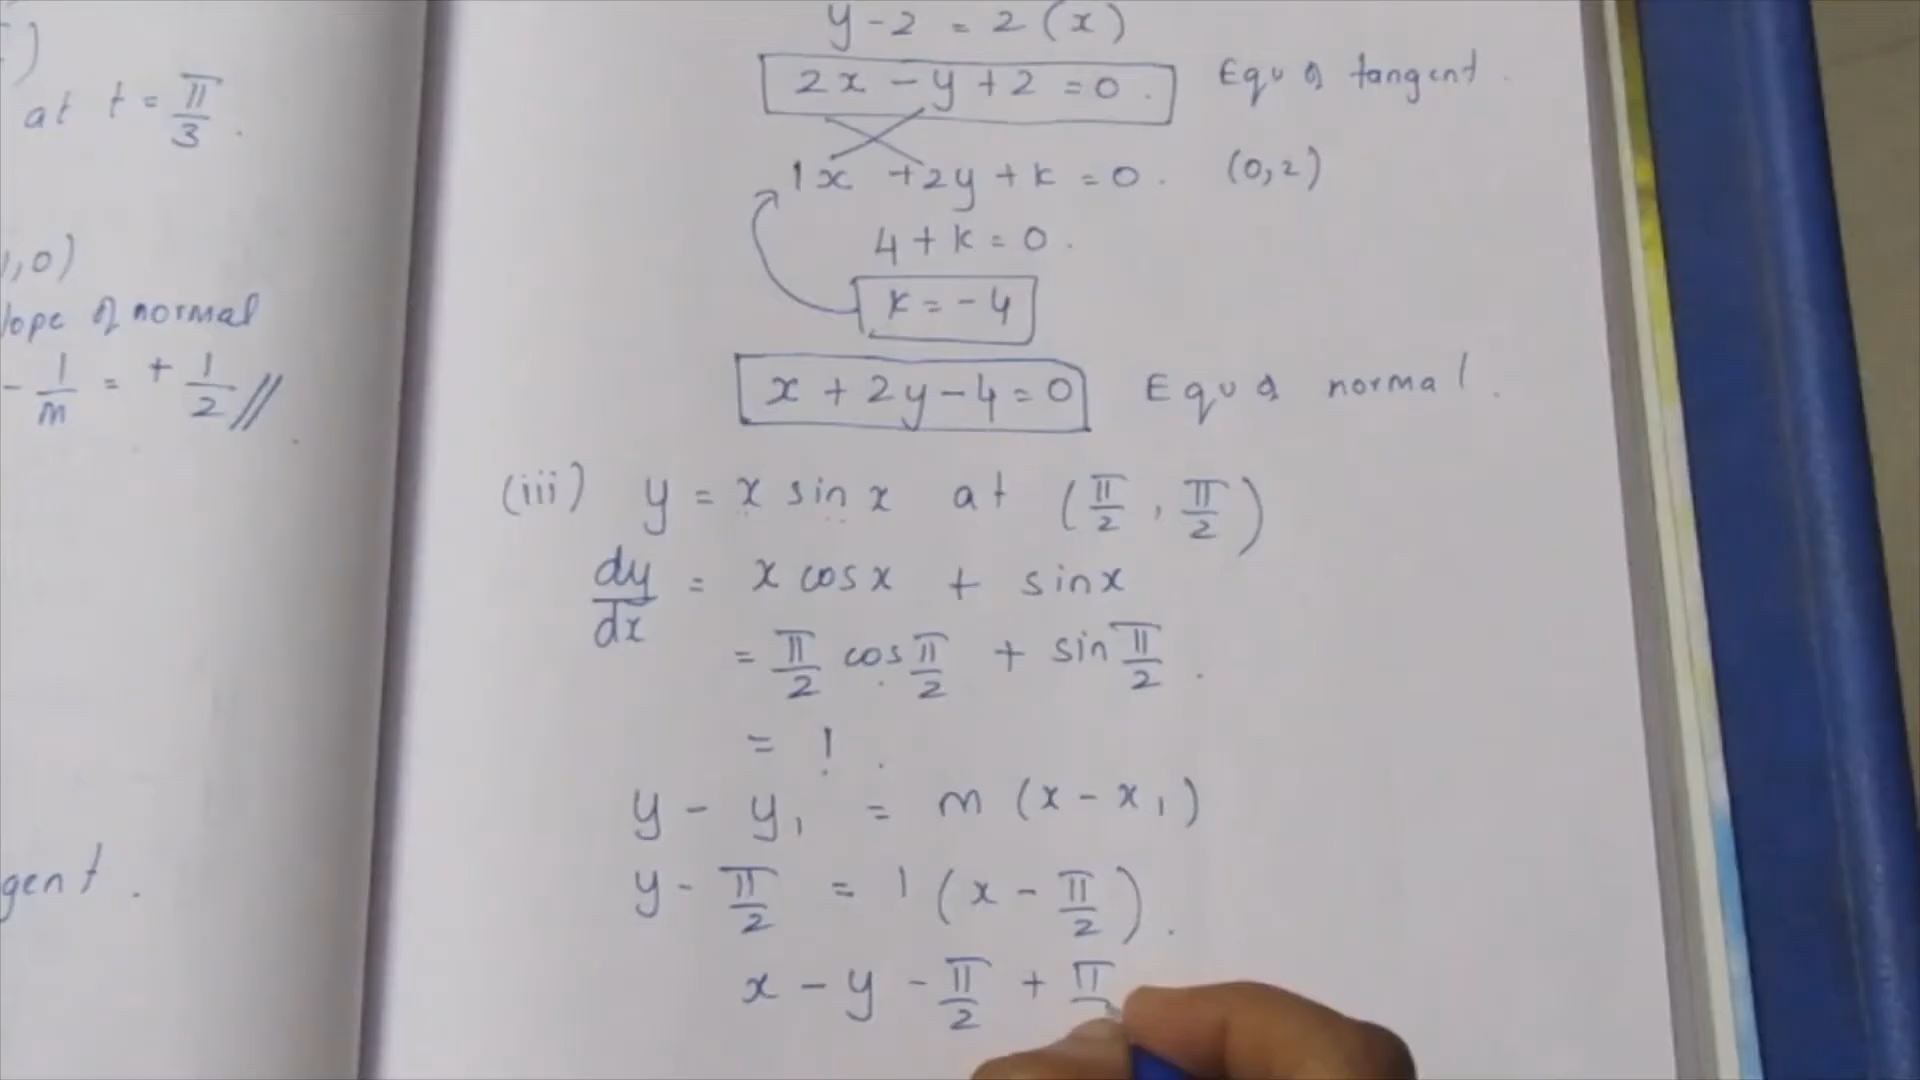 at t = π/3 .
,0)
lope of normal
- 1/m = + 1/2 //
gent .
y - 2 = 2 (x)
2x - y + 2 = 0 . Equ of tangent .
1x + 2y + k = 0 . (0,2)
4 + k = 0 .
k = - 4
x + 2y - 4 = 0 Equ of normal .
(iii) y = x sin x at (π/2 , π/2)
dy/dx = x cos x + sin x
= π/2 cos π/2 + sin π/2 .
= 1 .
y - y₁ = m (x - x₁)
y - π/2 = 1 (x - π/2) .
x - y - π/2 + π